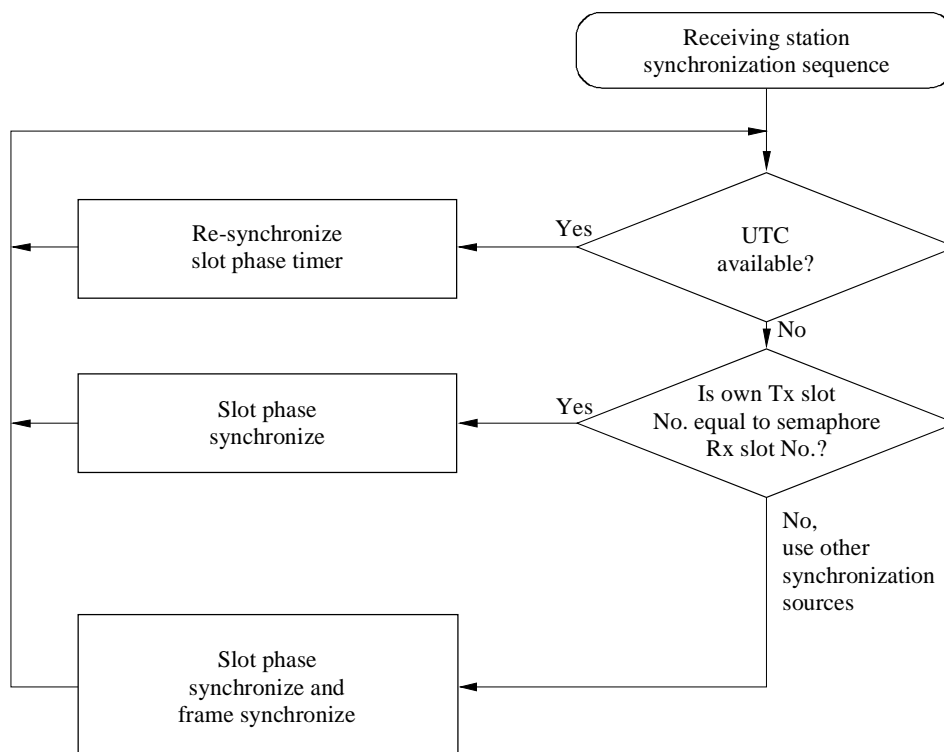 Receiving station
synchronization sequence
UTC
available?
Yes
Re-synchronize
slot phase timer
No
Is own Tx slot
No. equal to semaphore
Rx slot No.?
Yes
Slot phase
synchronize
No,
use other
synchronization
sources
Slot phase
synchronize and
frame synchronize